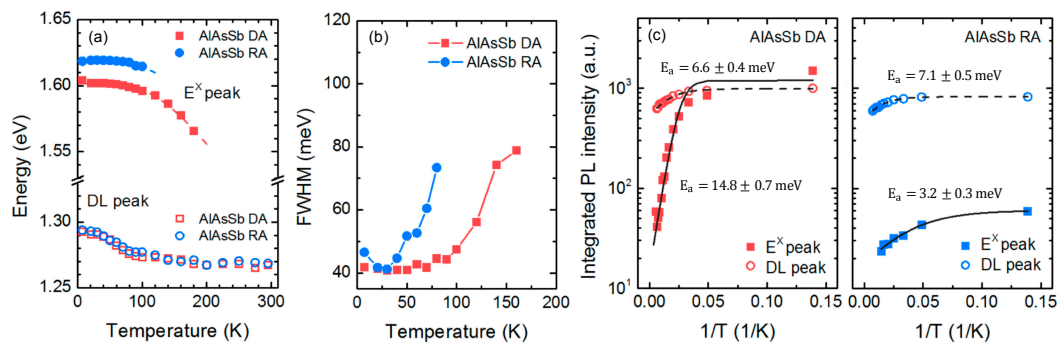 (a)
AlAsSb DA
AlAsSb RA
E^X peak
DL peak
AlAsSb DA
AlAsSb RA
Energy (eV)
1.65
1.60
1.55
1.30
1.25
0 50 100 150 200 250 300
Temperature (K)
(b)
AlAsSb DA
AlAsSb RA
FWHM (meV)
120
100
80
60
40
20
0 50 100 150 200
Temperature (K)
(c)
AlAsSb DA
Integrated PL intensity (a.u.)
10^3
10^2
10^1
E_a = 6.6 ± 0.4 meV
E_a = 14.8 ± 0.7 meV
E^X peak
DL peak
0.00 0.05 0.10 0.15
1/T (1/K)
AlAsSb RA
E_a = 7.1 ± 0.5 meV
E_a = 3.2 ± 0.3 meV
E^X peak
DL peak
0.00 0.05 0.10 0.15
1/T (1/K)